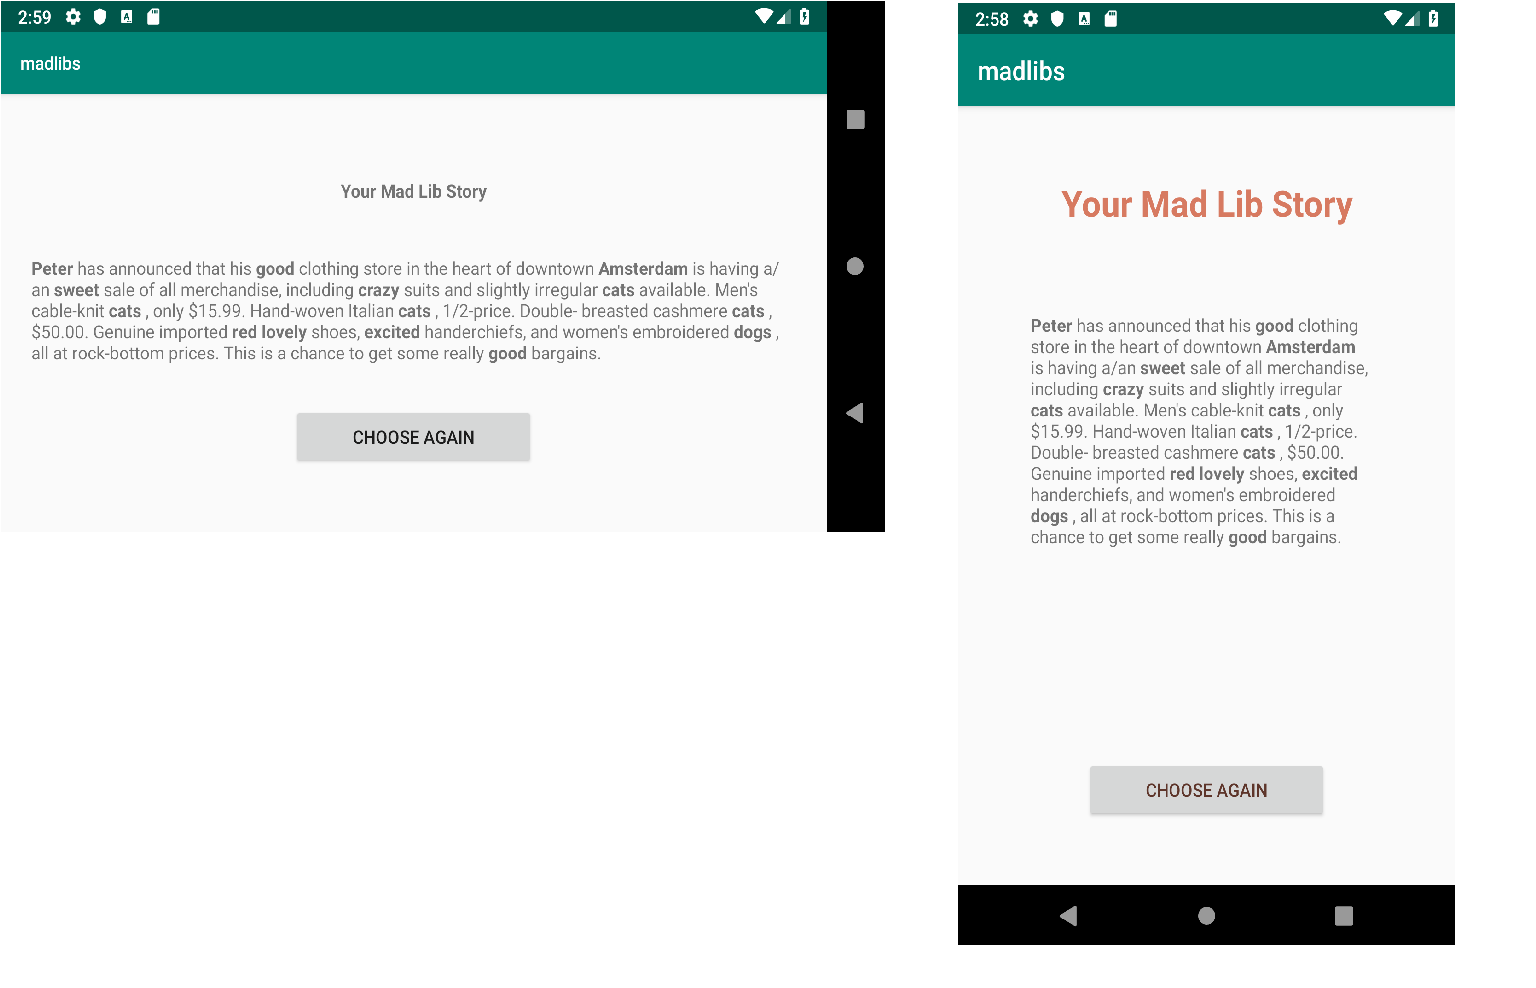 2:59
madlibs
Your Mad Lib Story
Peter has announced that his good clothing store in the heart of downtown Amsterdam is having a/
an sweet sale of all merchandise, including crazy suits and slightly irregular cats available. Men's
cable-knit cats , only $15.99. Hand-woven Italian cats , 1/2-price. Double- breasted cashmere cats ,
$50.00. Genuine imported red lovely shoes, excited handerchiefs, and women's embroidered dogs ,
all at rock-bottom prices. This is a chance to get some really good bargains.
CHOOSE AGAIN
2:58
madlibs
Your Mad Lib Story
Peter has announced that his good clothing
store in the heart of downtown Amsterdam
is having a/an sweet sale of all merchandise,
including crazy suits and slightly irregular
cats available. Men's cable-knit cats , only
$15.99. Hand-woven Italian cats , 1/2-price.
Double- breasted cashmere cats , $50.00.
Genuine imported red lovely shoes, excited
handerchiefs, and women's embroidered
dogs , all at rock-bottom prices. This is a
chance to get some really good bargains.
CHOOSE AGAIN